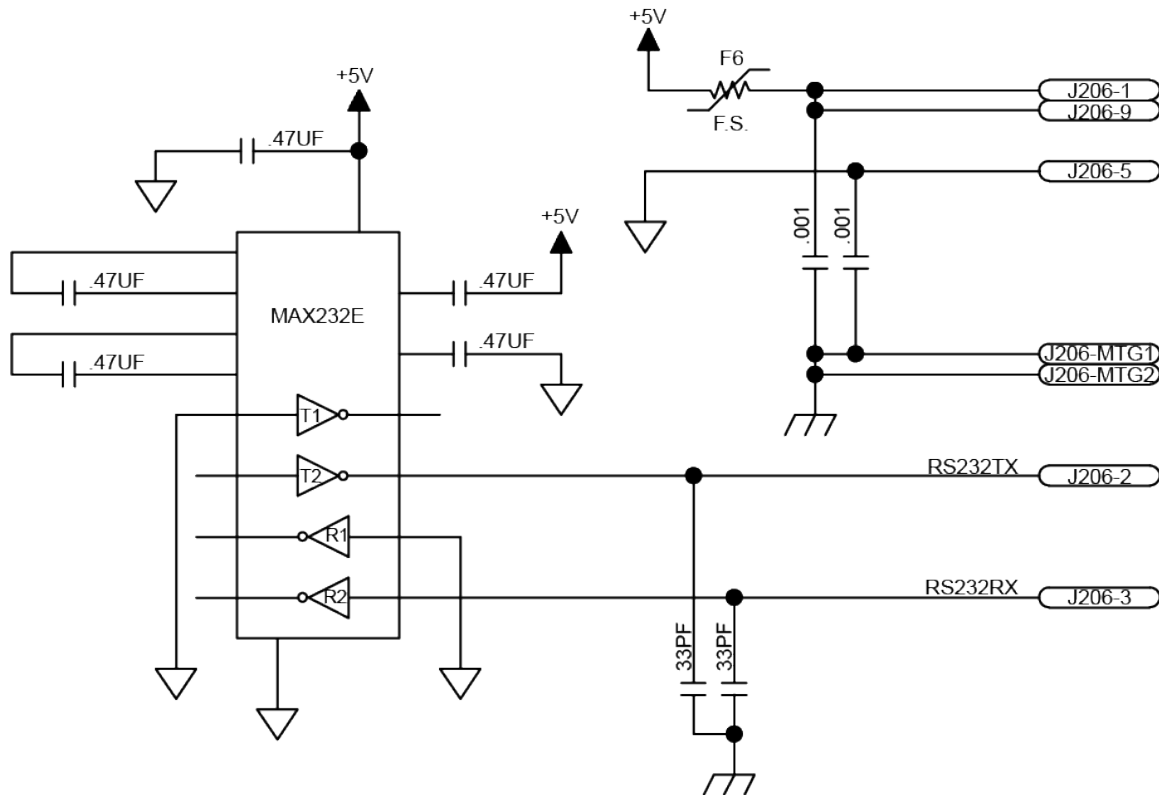 +5V
F6
F.S.
J206-1
J206-9
+5V
.47UF
J206-5
+5V
.001
.001
.47UF
.47UF
MAX232E
.47UF
.47UF
J206-MTG1
J206-MTG2
T1
T2
RS232TX
J206-2
R1
R2
RS232RX
J206-3
33PF
33PF